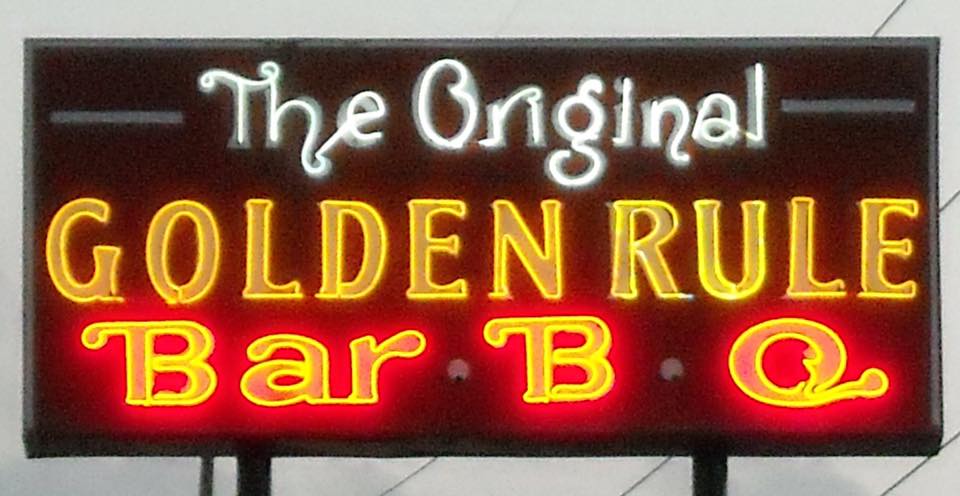 The Original
GOLDEN RULE
Bar B Q